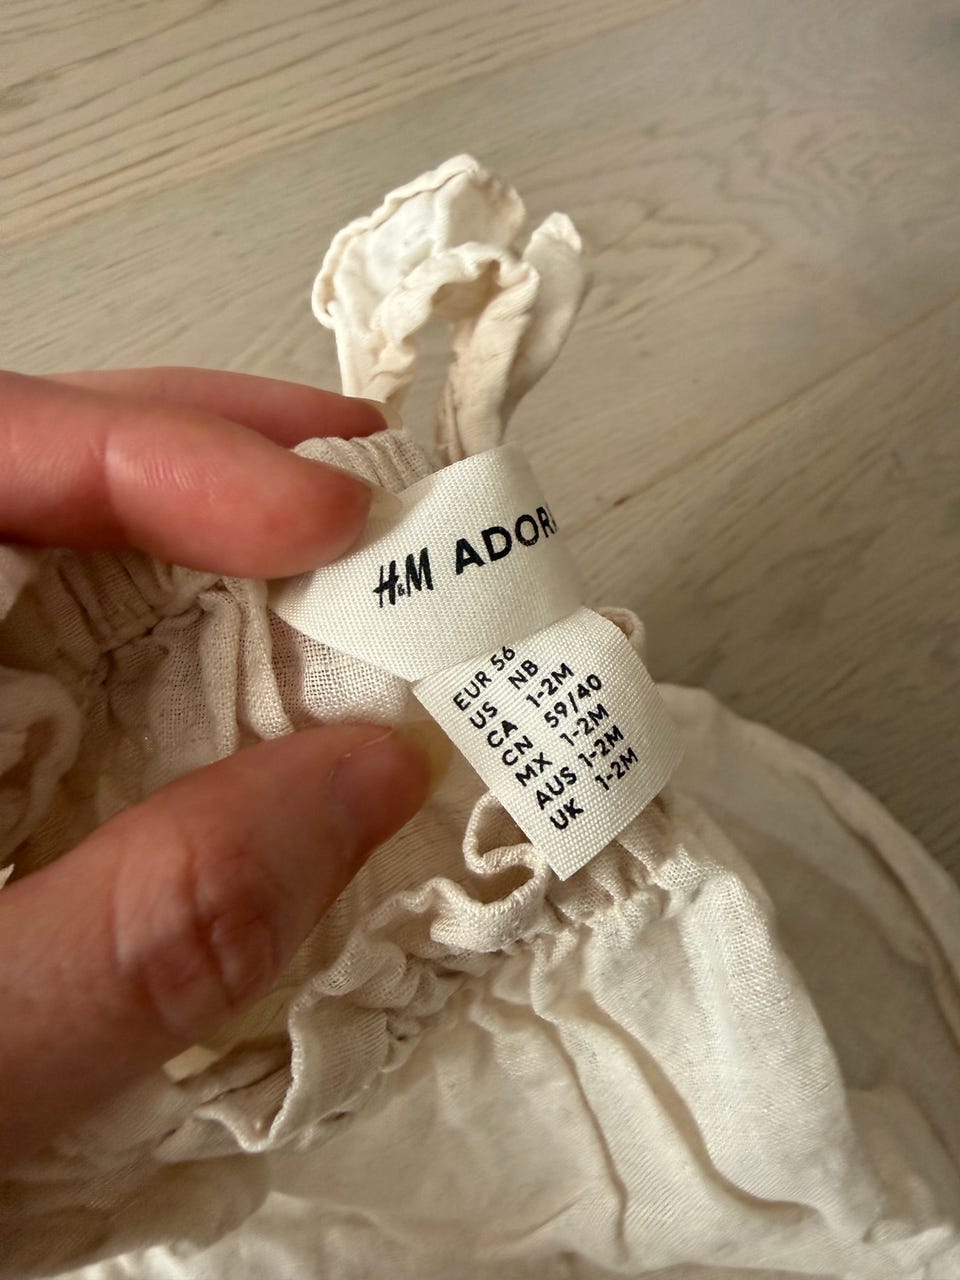 H&M ADOR
EUR 56
US NB
CA 1-2M
CN 59/40
MX 1-2M
AUS 1-2M
UK 1-2M